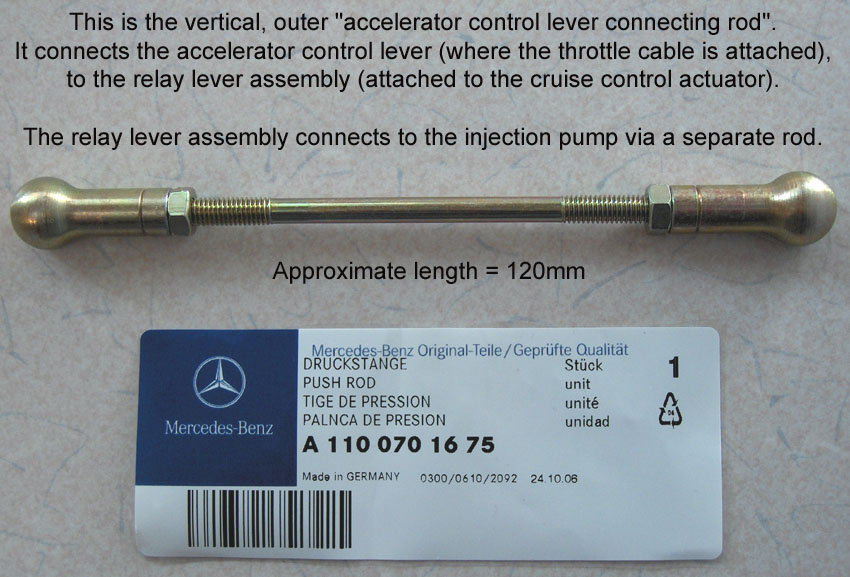 This is the vertical, outer "accelerator control lever connecting rod".
It connects the accelerator control lever (where the throttle cable is attached),
to the relay lever assembly (attached to the cruise control actuator).
The relay lever assembly connects to the injection pump via a separate rod.
Approximate length = 120mm
Mercedes-Benz Original-Teile/Geprüfte Qualität
DRUCKSTANGE Stück 1
PUSH ROD unit
TIGE DE PRESSION unité
PALNCA DE PRESION unidad
06
Mercedes-Benz
A 110 070 16 75
Made in GERMANY 0300/0610/2092 24.10.06